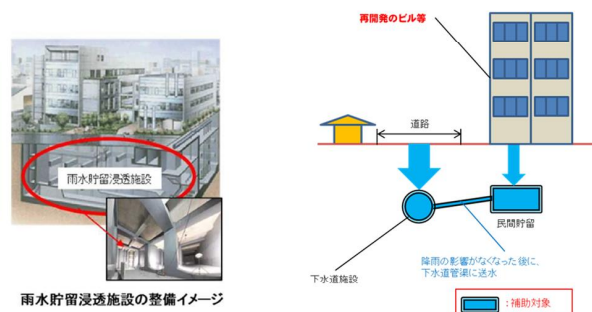 雨水貯留浸透施設
雨水貯留浸透施設の整備イメージ
再開発のビル等
道路
民間貯留
下水道施設
降雨の影響がなくなった後に、
下水道管渠に送水
：補助対象